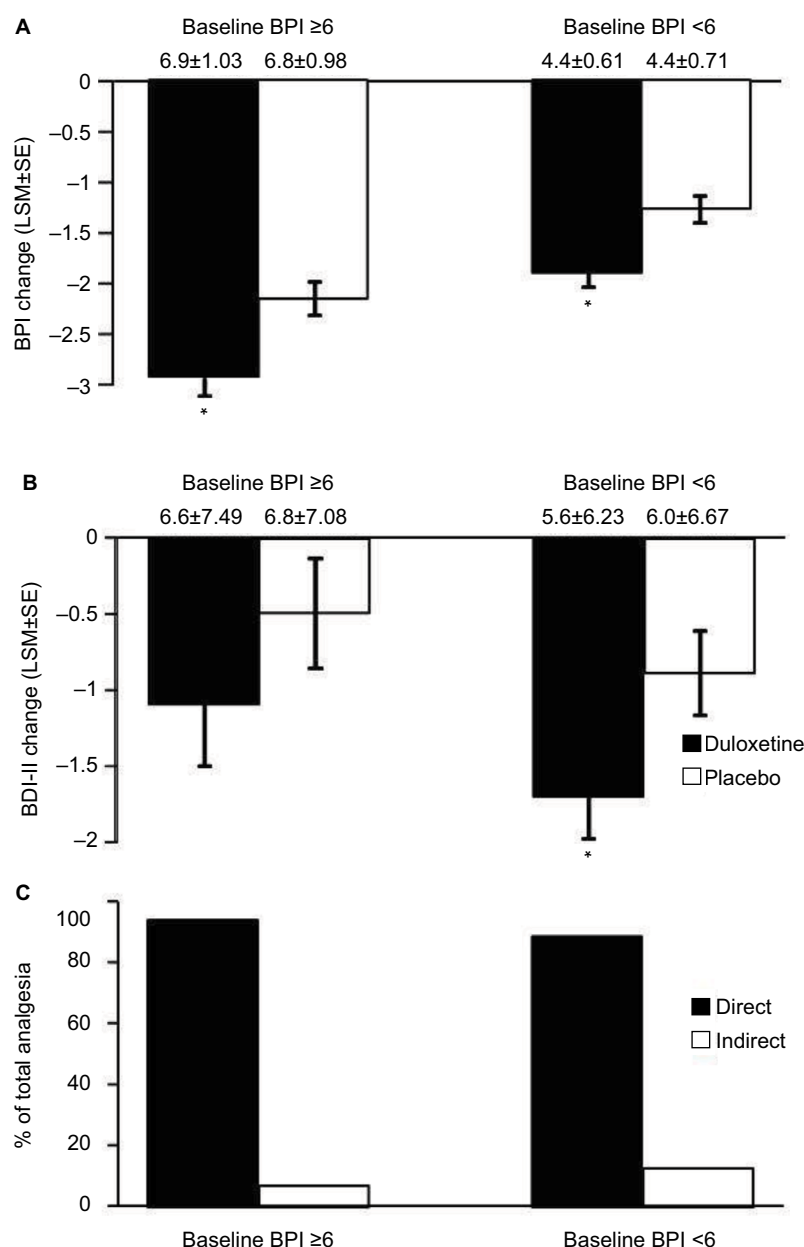 A
Baseline BPI ≥6
Baseline BPI <6
6.9±1.03 6.8±0.98
4.4±0.61 4.4±0.71
BPI change (LSM±SE)
0
–0.5
–1
–1.5
–2
–2.5
–3
*
*
B
Baseline BPI ≥6
Baseline BPI <6
6.6±7.49 6.8±7.08
5.6±6.23 6.0±6.67
BDI-II change (LSM±SE)
0
–0.5
–1
–1.5
–2
Duloxetine
Placebo
*
C
% of total analgesia
100
80
60
40
20
0
Direct
Indirect
Baseline BPI ≥6
Baseline BPI <6